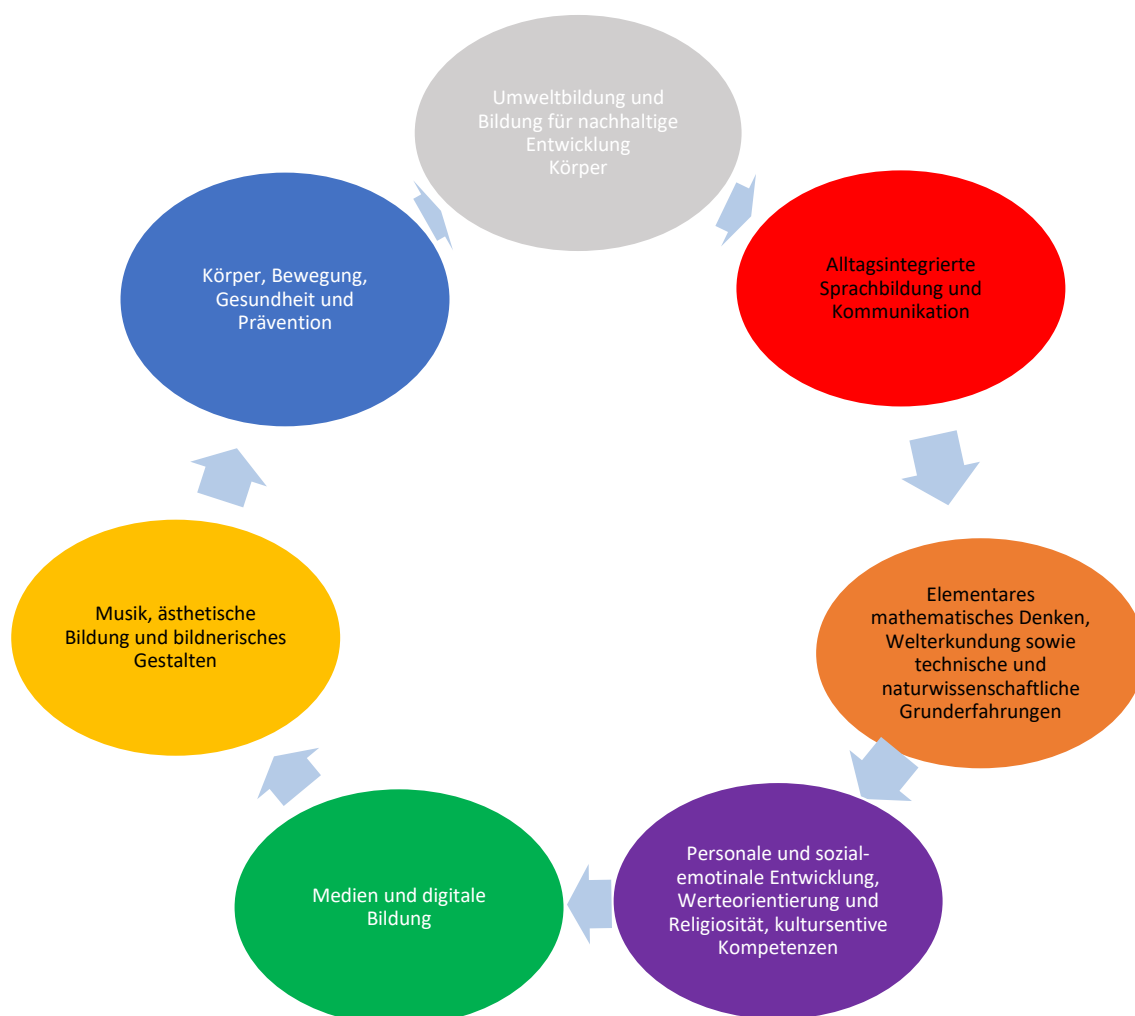 Umweltbildung und
Bildung für nachhaltige
Entwicklung
Körper
Alltagsintegrierte
Sprachbildung und
Kommunikation
Elementares
mathematisches Denken,
Welterkundung sowie
technische und
naturwissenschaftliche
Grunderfahrungen
Personale und sozial-
emotinale Entwicklung,
Werteorientierung und
Religiosität, kultursentive
Kompetenzen
Medien und digitale
Bildung
Musik, ästhetische
Bildung und bildnerisches
Gestalten
Körper, Bewegung,
Gesundheit und
Prävention